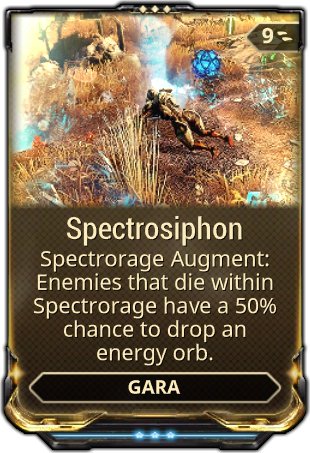 9
Spectrosiphon
Spectrorage Augment:
Enemies that die within
Spectrorage have a 50%
chance to drop an
energy orb.
GARA